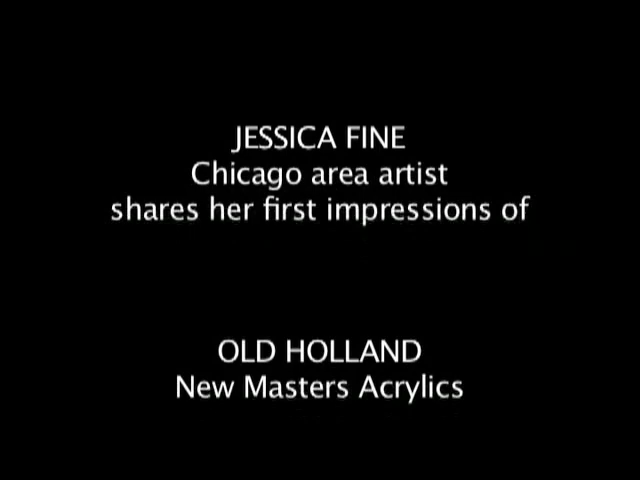 JESSICA FINE
Chicago area artist
shares her first impressions of
OLD HOLLAND
New Masters Acrylics